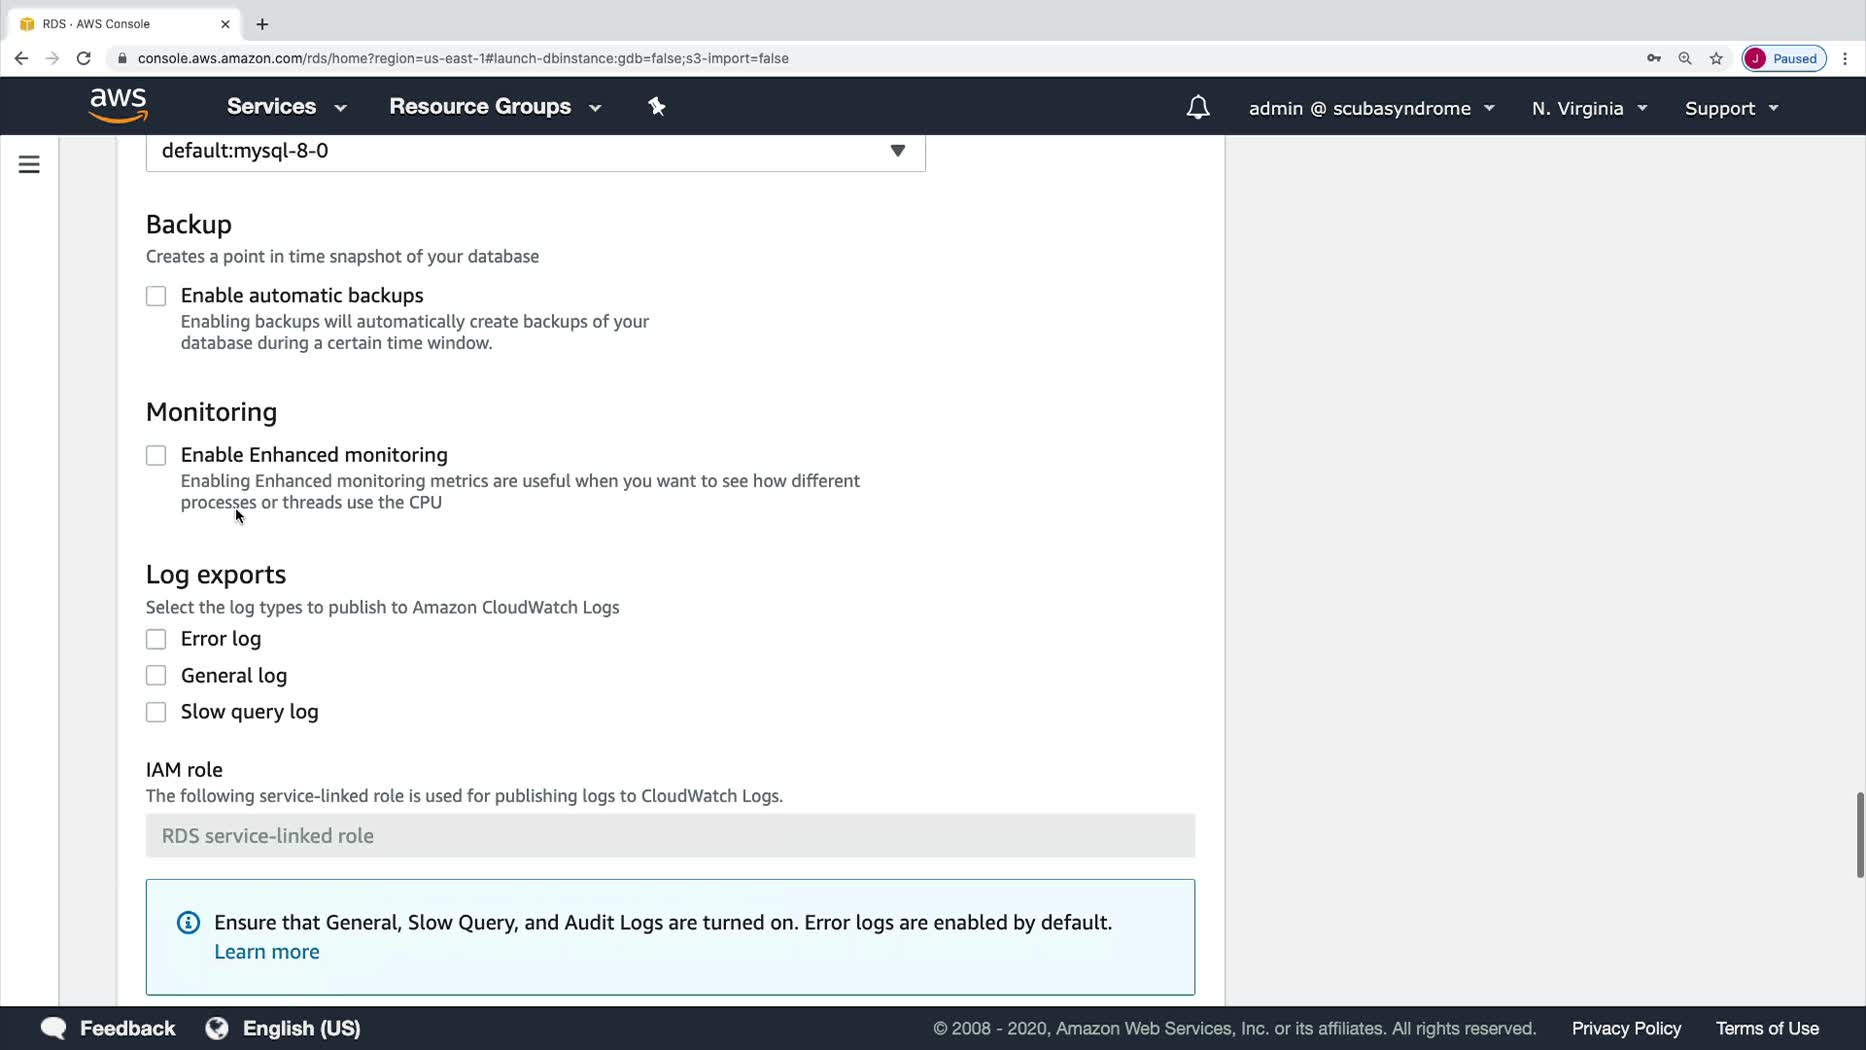 RDS · AWS Console
console.aws.amazon.com/rds/home?region=us-east-1#launch-dbinstance:gdb=false;s3-import=false
J Paused
aws Services Resource Groups admin @ scubasyndrome N. Virginia Support
default:mysql-8-0
Backup
Creates a point in time snapshot of your database
Enable automatic backups
Enabling backups will automatically create backups of your
database during a certain time window.
Monitoring
Enable Enhanced monitoring
Enabling Enhanced monitoring metrics are useful when you want to see how different
processes or threads use the CPU
Log exports
Select the log types to publish to Amazon CloudWatch Logs
Error log
General log
Slow query log
IAM role
The following service-linked role is used for publishing logs to CloudWatch Logs.
RDS service-linked role
Ensure that General, Slow Query, and Audit Logs are turned on. Error logs are enabled by default.
Learn more
Feedback English (US) © 2008 - 2020, Amazon Web Services, Inc. or its affiliates. All rights reserved. Privacy Policy Terms of Use